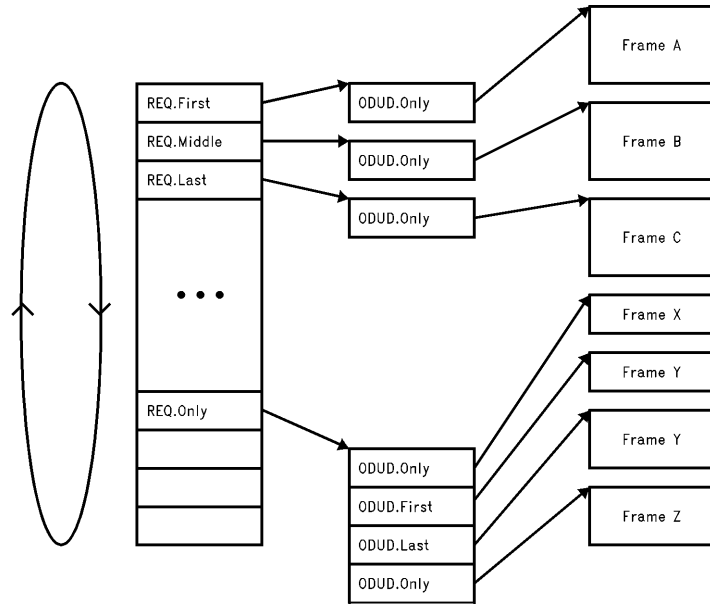 Frame A
REQ.First
ODUD.Only
REQ.Middle
ODUD.Only
Frame B
REQ.Last
ODUD.Only
Frame C
•••
Frame X
Frame Y
REQ.Only
Frame Y
ODUD.Only
ODUD.First
Frame Z
ODUD.Last
ODUD.Only